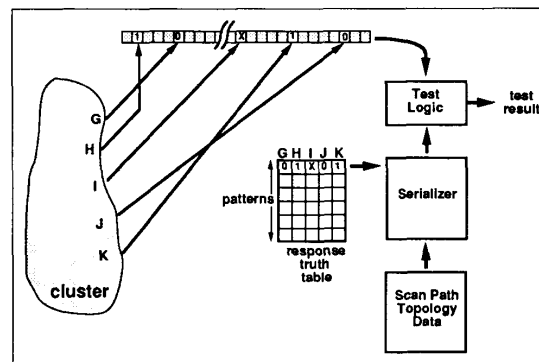 1 0 X 1 0
Test
Logic
test
result
G
H
I
J
K
cluster
G H I J K
0 1 X 0 1
patterns
response
truth
table
Serializer
Scan Path
Topology
Data